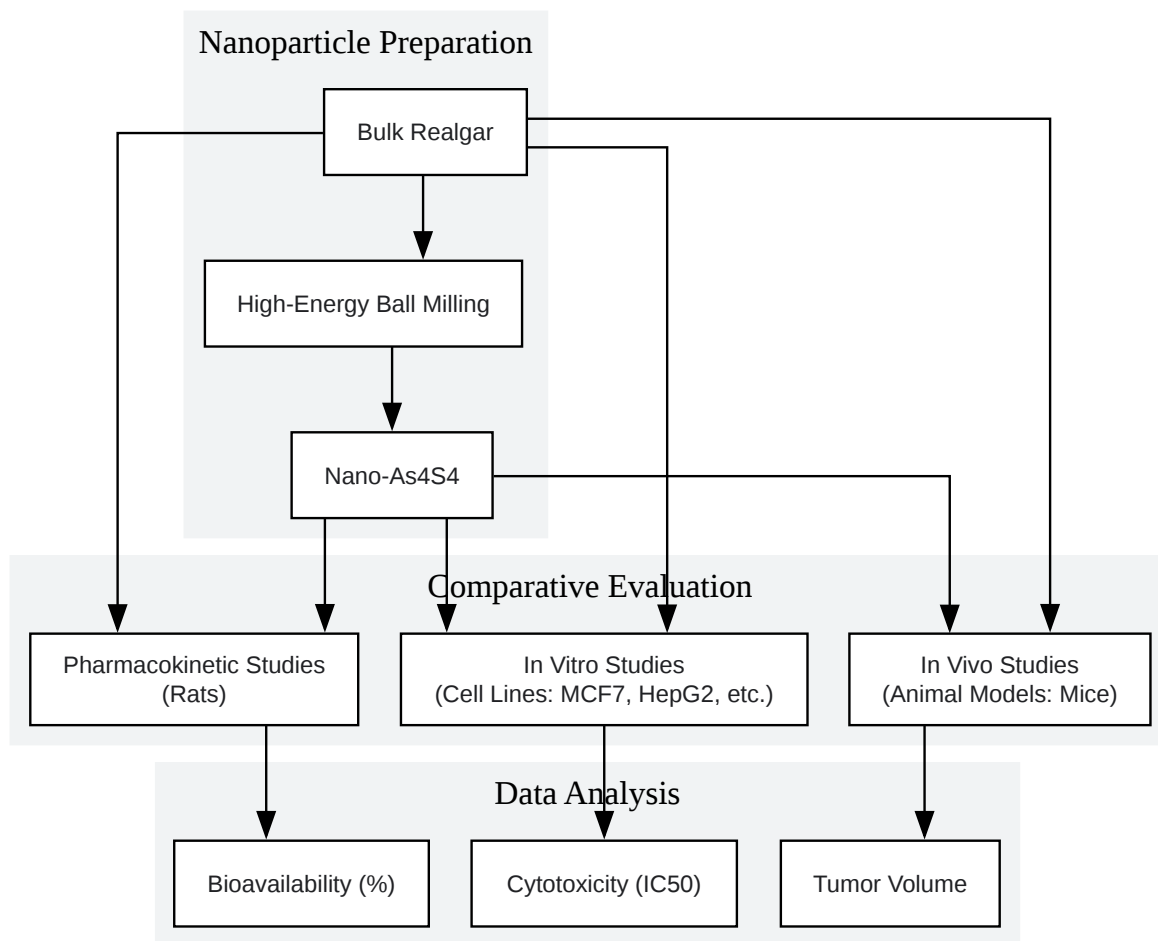 Nanoparticle Preparation
Bulk Realgar
High-Energy Ball Milling
Nano-As4S4
Comparative Evaluation
Pharmacokinetic Studies
(Rats)
In Vitro Studies
(Cell Lines: MCF7, HepG2, etc.)
In Vivo Studies
(Animal Models: Mice)
Data Analysis
Bioavailability (%)
Cytotoxicity (IC50)
Tumor Volume